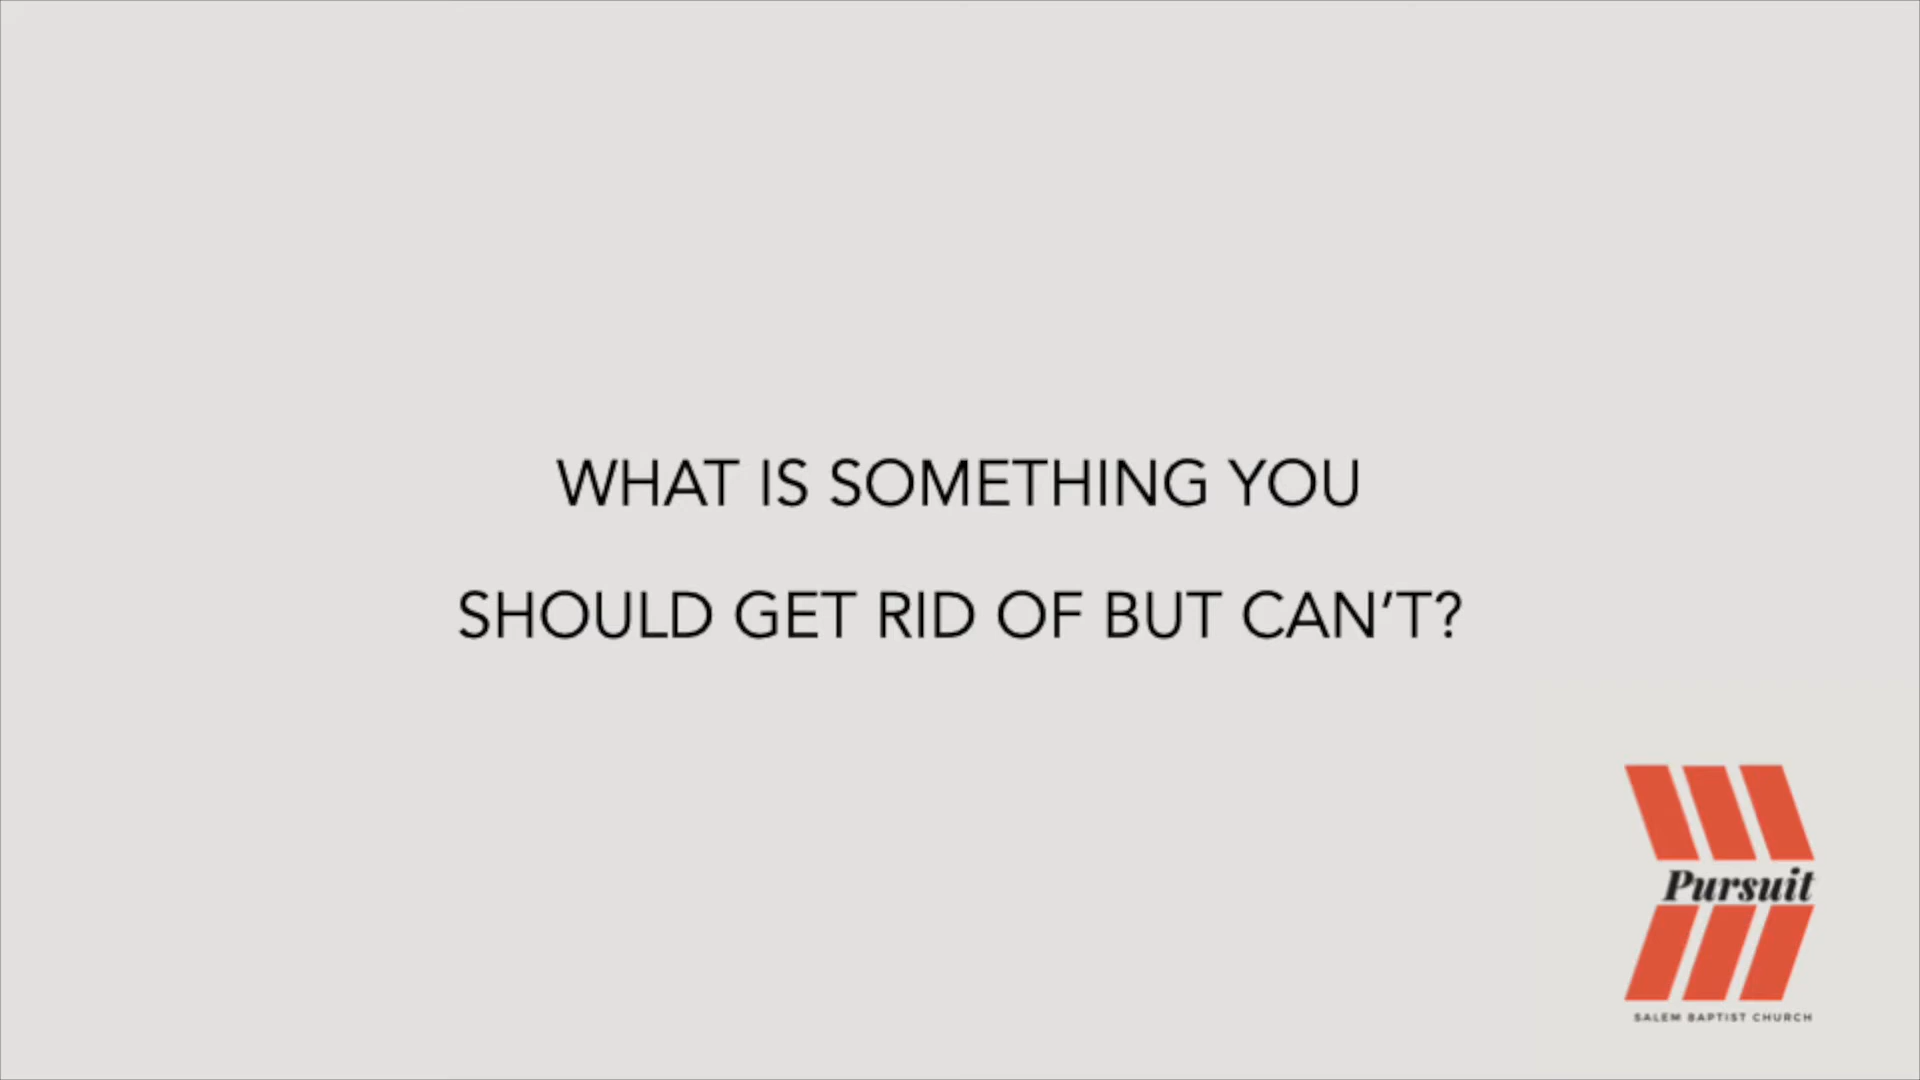 WHAT IS SOMETHING YOU
SHOULD GET RID OF BUT CAN’T?
Pursuit
SALEM BAPTIST CHURCH